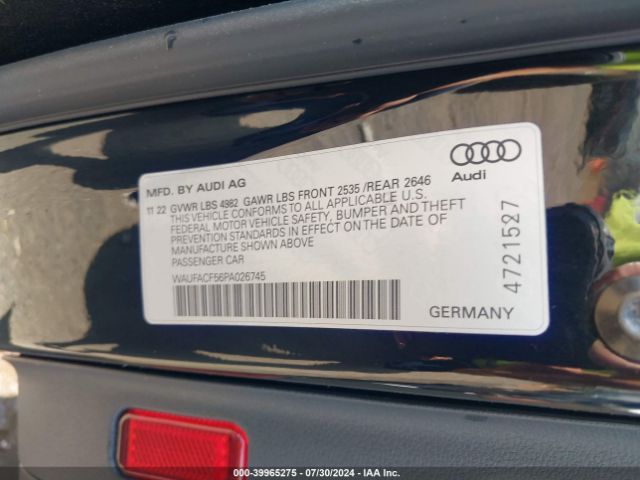 MFD. BY AUDI AG
11 22 GVWR LBS 4982 GAWR LBS FRONT 2535 /REAR 2646
THIS VEHICLE CONFORMS TO ALL APPLICABLE U.S.
FEDERAL MOTOR VEHICLE SAFETY, BUMPER AND THEFT
PREVENTION STANDARDS IN EFFECT ON THE DATE OF
MANUFACTURE SHOWN ABOVE
PASSENGER CAR
WAUFACF56PA026745
Audi
4721527
GERMANY
000-39965275 - 07/30/2024 - IAA Inc.